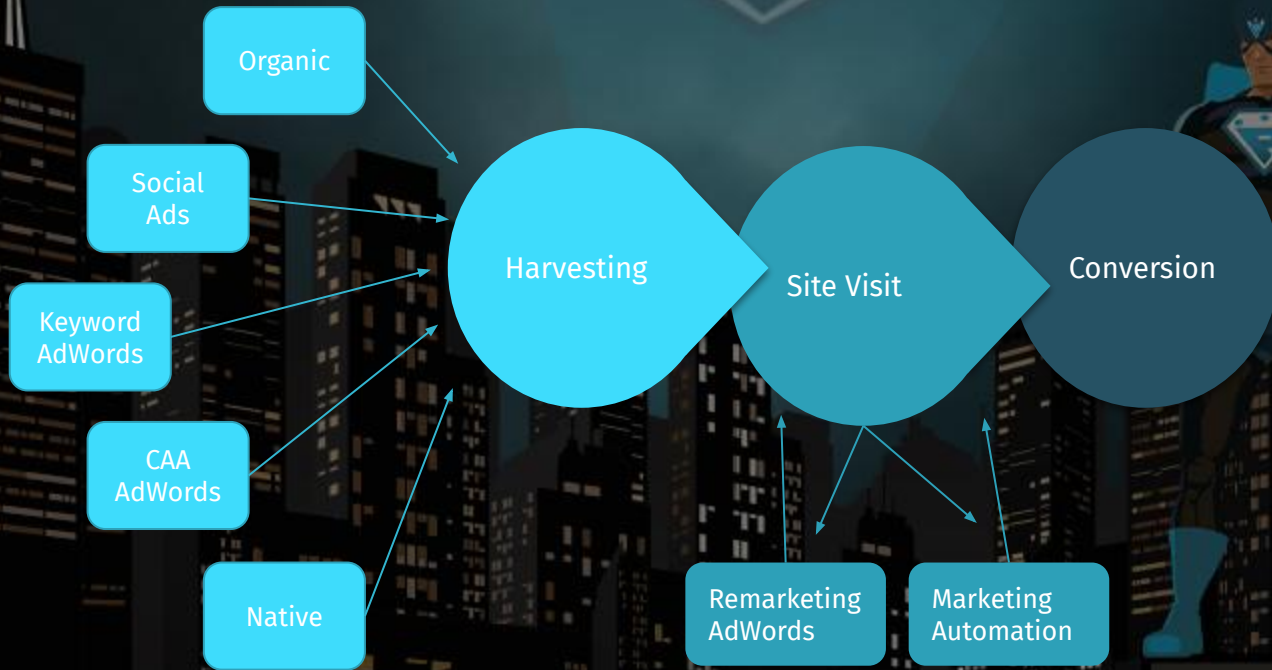 Organic
Social
Ads
Keyword
AdWords
CAA
AdWords
Native
Harvesting
Site Visit
Conversion
Remarketing
AdWords
Marketing
Automation